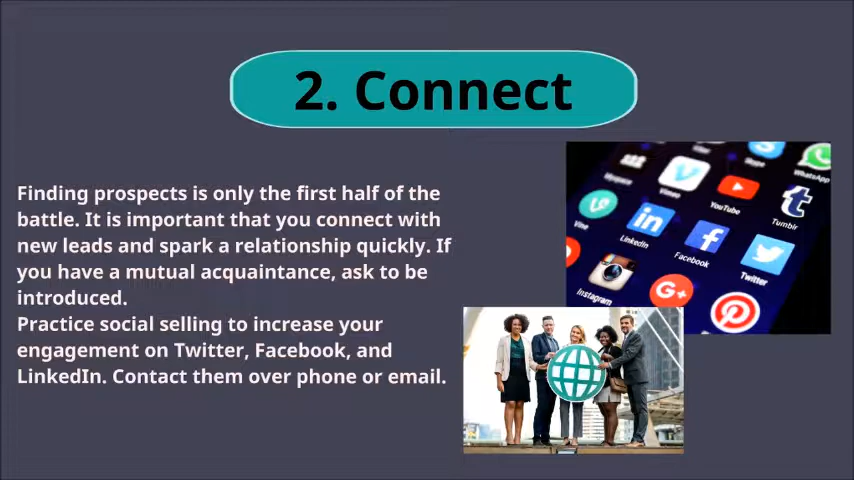 2. Connect
Finding prospects is only the first half of the
battle. It is important that you connect with
new leads and spark a relationship quickly. If
you have a mutual acquaintance, ask to be
introduced.
Practice social selling to increase your
engagement on Twitter, Facebook, and
LinkedIn. Contact them over phone or email.
Skype
WhatsApp
Myspace
Vimeo
YouTube
Tumblr
Vine
LinkedIn
Facebook
Twitter
Instagram